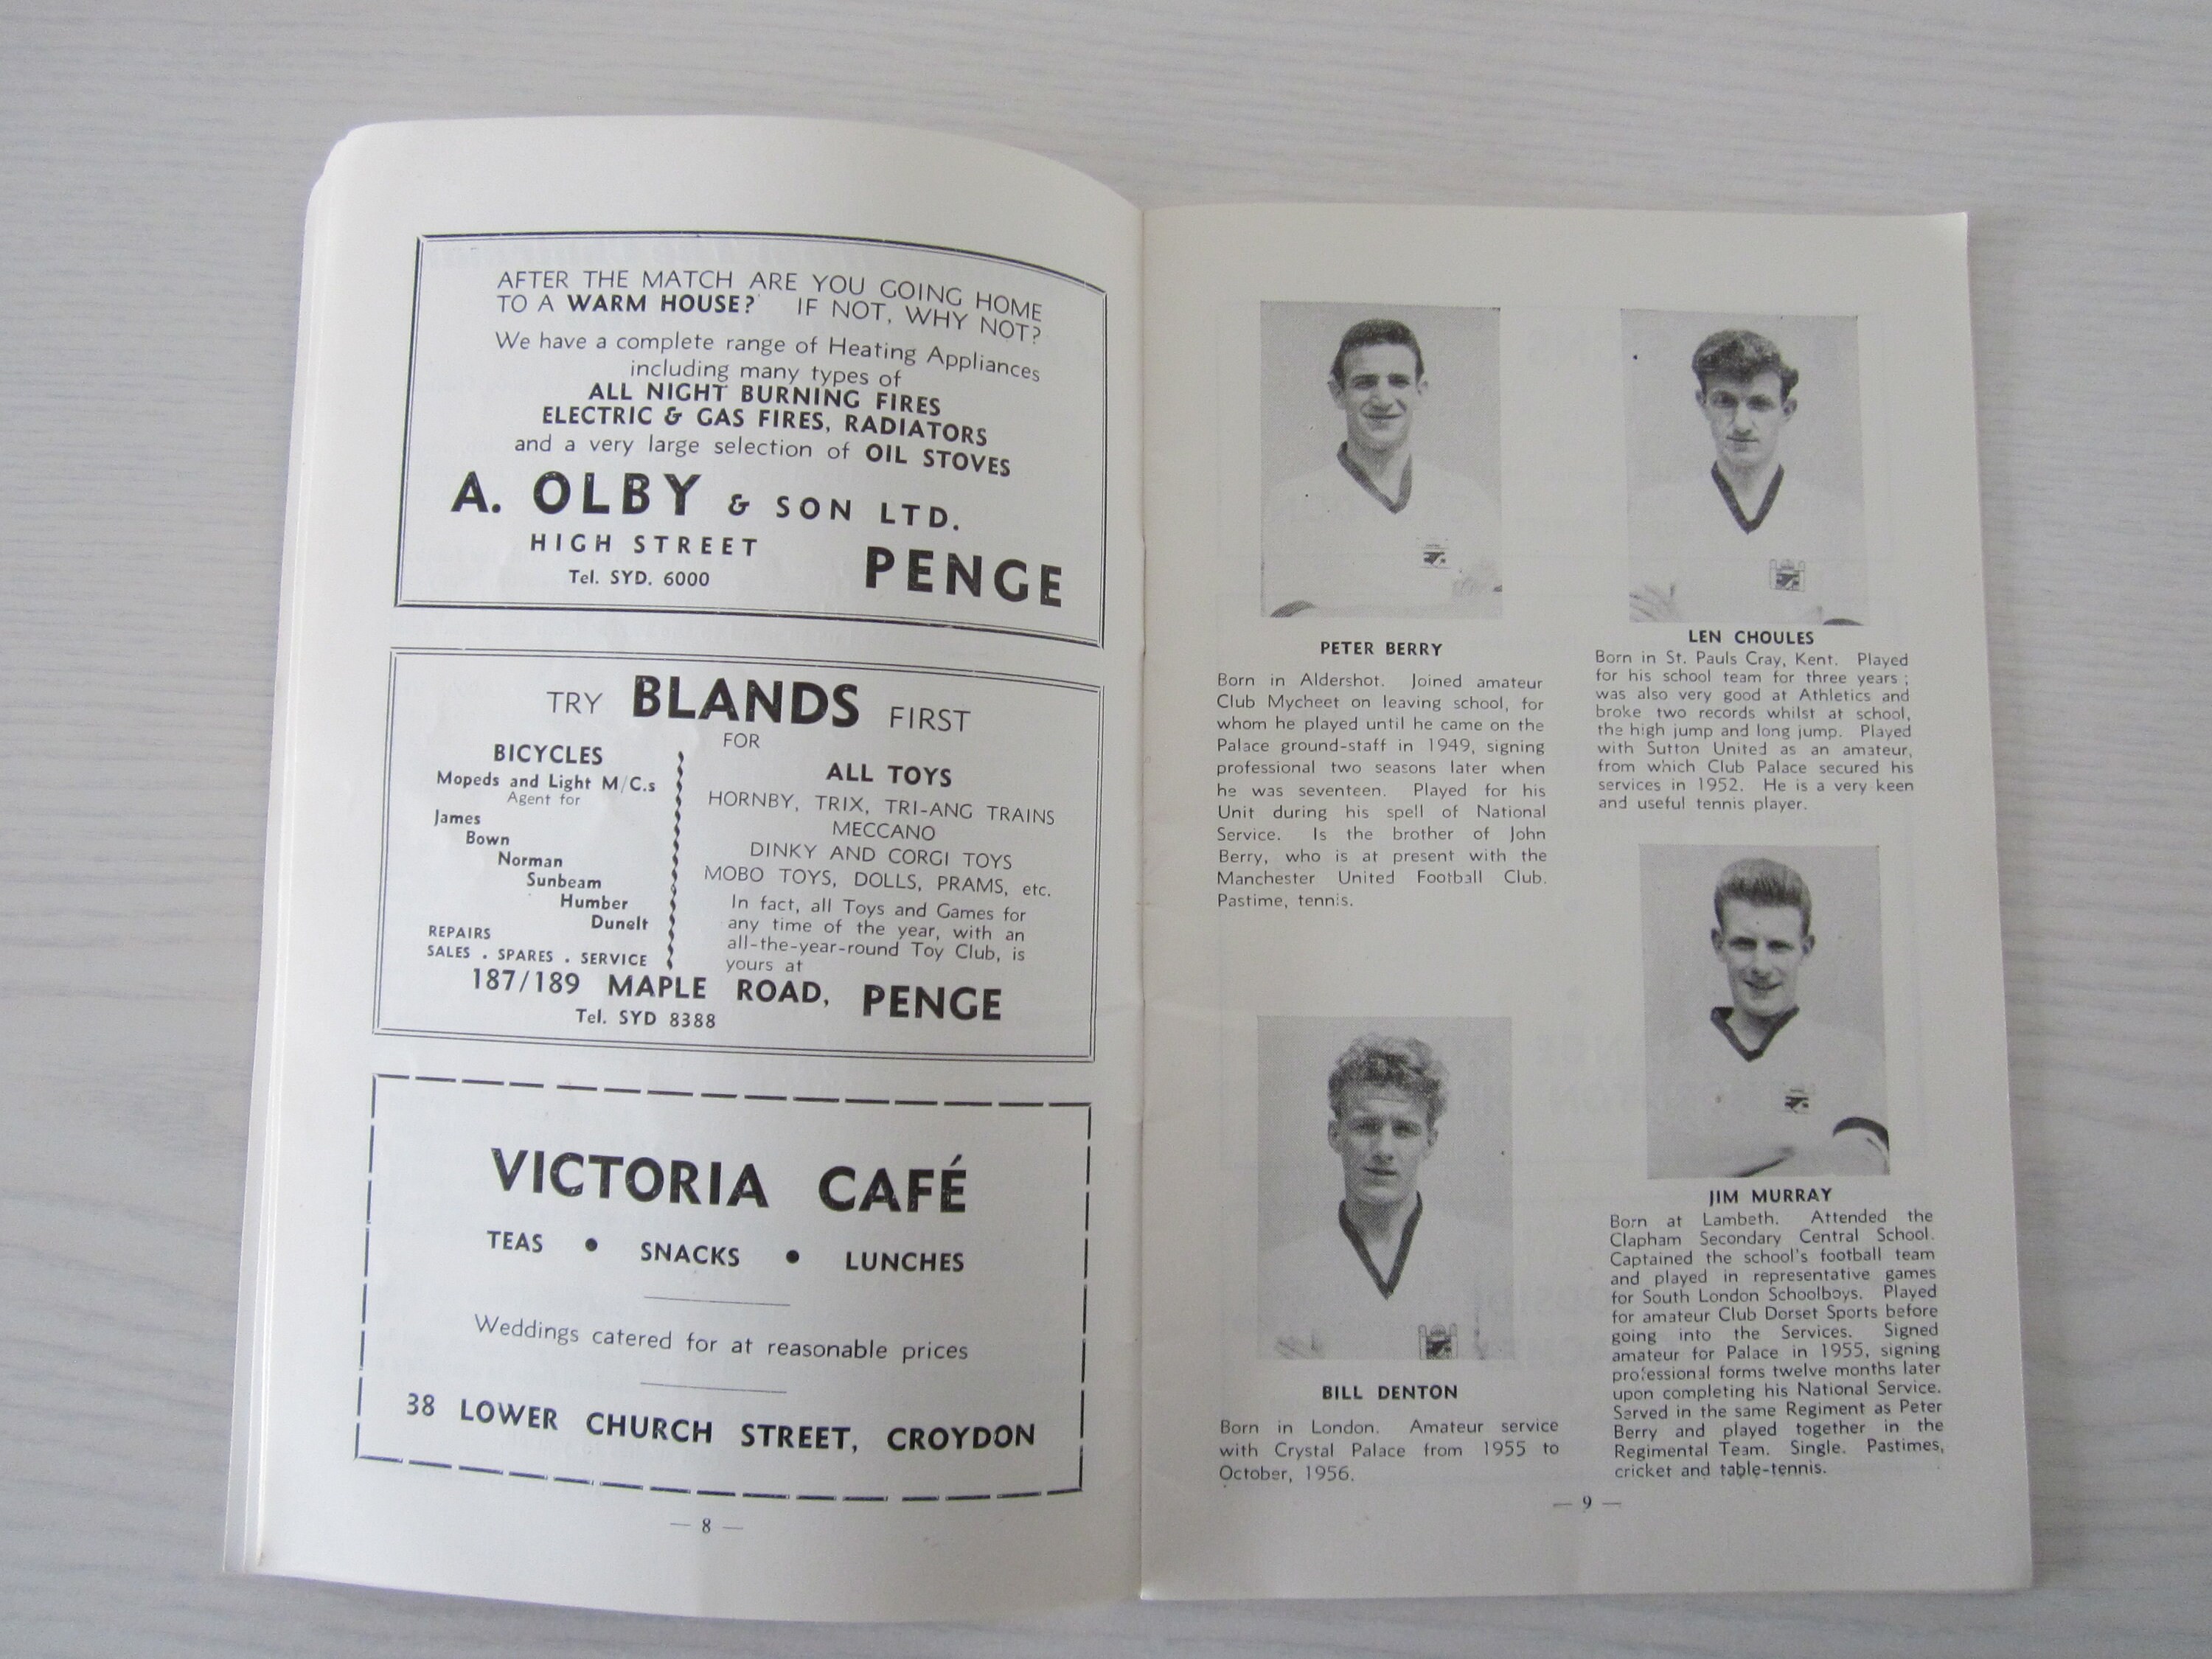 AFTER THE MATCH ARE YOU GOING HOME
TO A WARM HOUSE? IF NOT, WHY NOT?
We have a complete range of Heating Appliances
including many types of
ALL NIGHT BURNING FIRES
ELECTRIC & GAS FIRES, RADIATORS
and a very large selection of OIL STOVES
A. OLBY & SON LTD.
HIGH STREET PENGE
Tel. SYD. 6000
TRY BLANDS FIRST
FOR
BICYCLES
Mopeds and Light M/C.s
Agent for
James
Bown
Norman
Sunbeam
Humber
Dunelt
REPAIRS
SALES . SPARES . SERVICE
ALL TOYS
HORNBY, TRIX, TRI-ANG TRAINS
MECCANO
DINKY AND CORGI TOYS
MOBO TOYS, DOLLS, PRAMS, etc.
In fact, all Toys and Games for
any time of the year, with an
all-the-year-round Toy Club, is
yours at
187/189 MAPLE ROAD, PENGE
Tel. SYD 8388
VICTORIA CAFÉ
TEAS • SNACKS • LUNCHES
Weddings catered for at reasonable prices
38 LOWER CHURCH STREET, CROYDON
— 8 —
PETER BERRY
Born in Aldershot. Joined amateur
Club Mycheet on leaving school, for
whom he played until he came on the
Palace ground-staff in 1949, signing
professional two seasons later when
he was seventeen. Played for his
Unit during his spell of National
Service. Is the brother of John
Berry, who is at present with the
Manchester United Football Club.
Pastime, tennis.
LEN CHOULES
Born in St. Pauls Cray, Kent. Played
for his school team for three years ;
was also very good at Athletics and
broke two records whilst at school,
the high jump and long jump. Played
with Sutton United as an amateur,
from which Club Palace secured his
services in 1952. He is a very keen
and useful tennis player.
BILL DENTON
Born in London. Amateur service
with Crystal Palace from 1955 to
October, 1956.
JIM MURRAY
Born at Lambeth. Attended the
Clapham Secondary Central School.
Captained the school's football team
and played in representative games
for South London Schoolboys. Played
for amateur Club Dorset Sports before
going into the Services. Signed
amateur for Palace in 1955, signing
professional forms twelve months later
upon completing his National Service.
Served in the same Regiment as Peter
Berry and played together in the
Regimental Team. Single. Pastimes,
cricket and table-tennis.
— 9 —